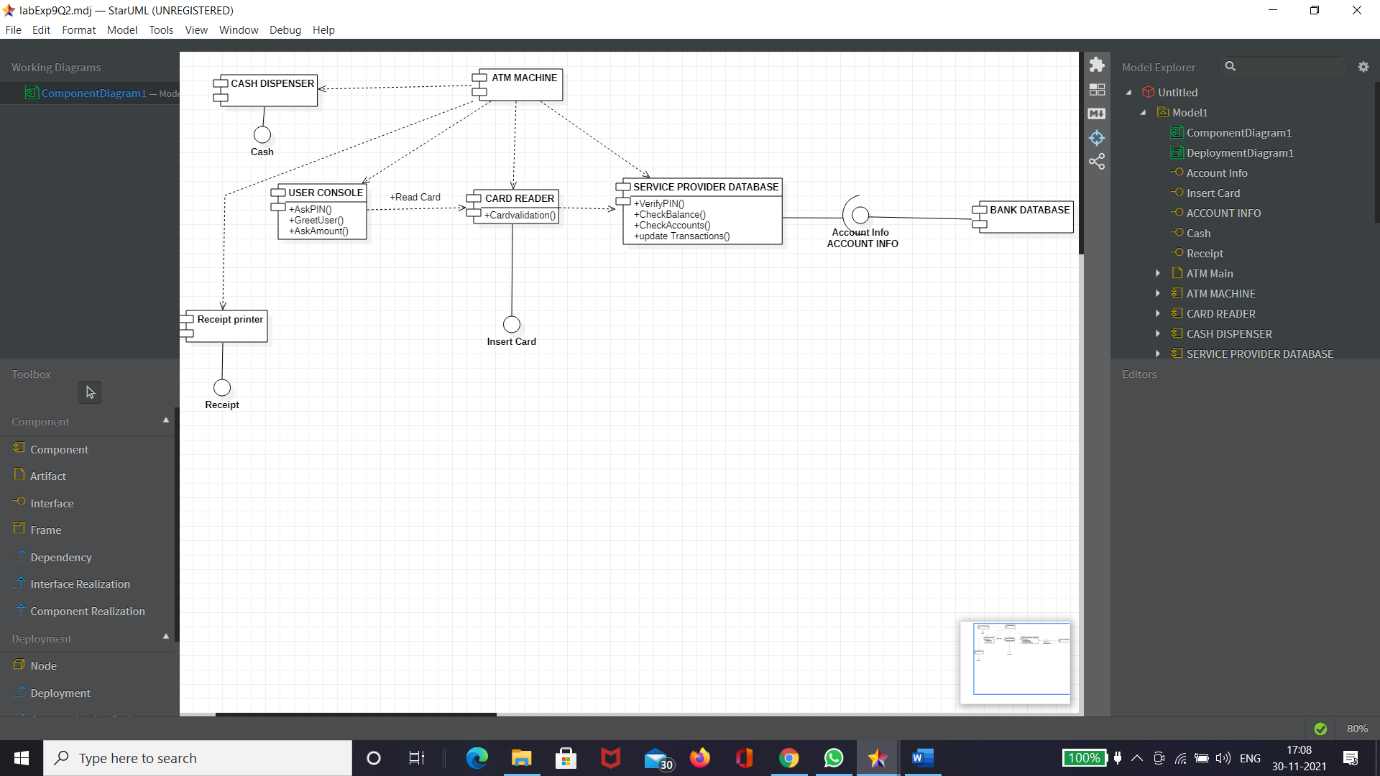 labExp9Q2.mdj — StarUML (UNREGISTERED)
File Edit Format Model Tools View Window Debug Help
Working Diagrams
ComponentDiagram1 — Mode
CASH DISPENSER
ATM MACHINE
Cash
USER CONSOLE
+AskPIN()
+GreetUser()
+AskAmount()
+Read Card
CARD READER
+Cardvalidation()
SERVICE PROVIDER DATABASE
+VerifyPIN()
+CheckBalance()
+CheckAccounts()
+update Transactions()
Account Info
ACCOUNT INFO
BANK DATABASE
Receipt printer
Insert Card
Receipt
Toolbox
Component
Component
Artifact
Interface
Frame
Dependency
Interface Realization
Component Realization
Deployment
Node
Deployment
Model Explorer
Untitled
Model1
ComponentDiagram1
DeploymentDiagram1
Account Info
Insert Card
ACCOUNT INFO
Cash
Receipt
ATM Main
ATM MACHINE
CARD READER
CASH DISPENSER
SERVICE PROVIDER DATABASE
Editors
80%
Type here to search
30
100%
ENG
17:08
30-11-2021